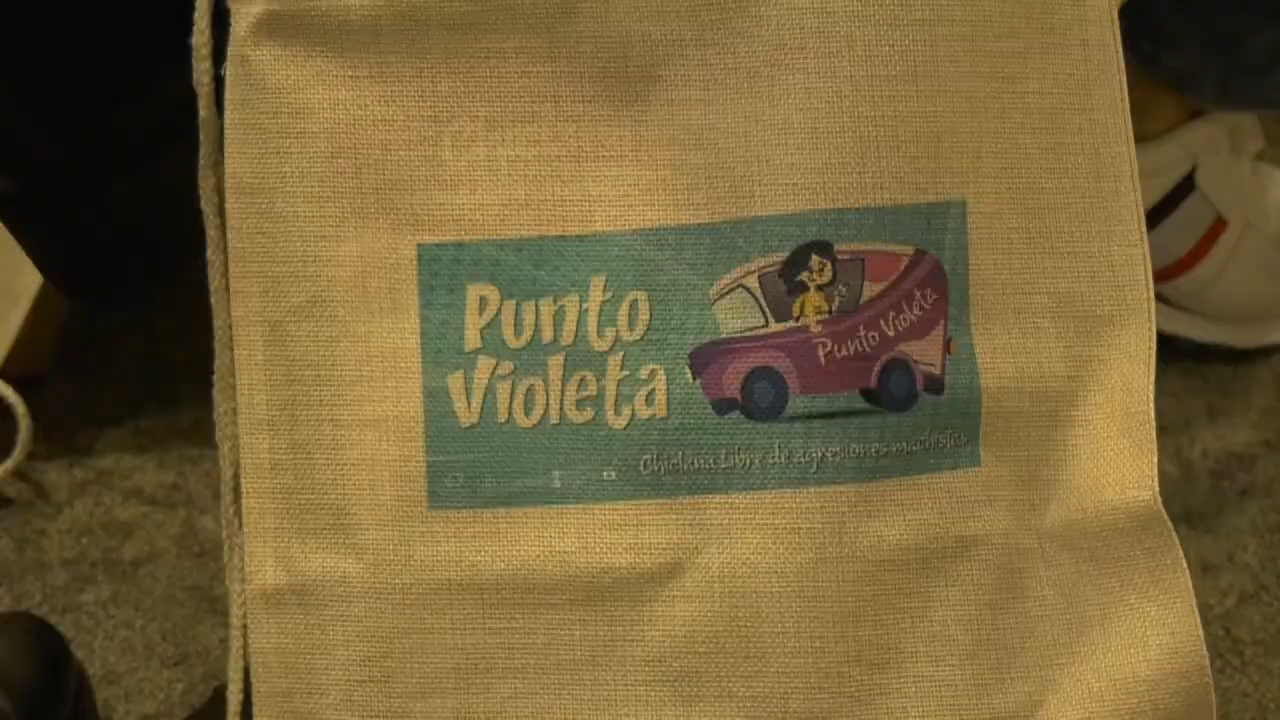 Punto
Violeta
Punto Violeta
Chiclana Libre de agresiones machistas